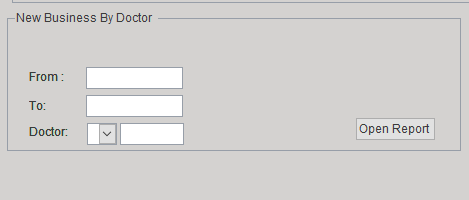 New Business By Doctor
From :
To:
Doctor:
Open Report